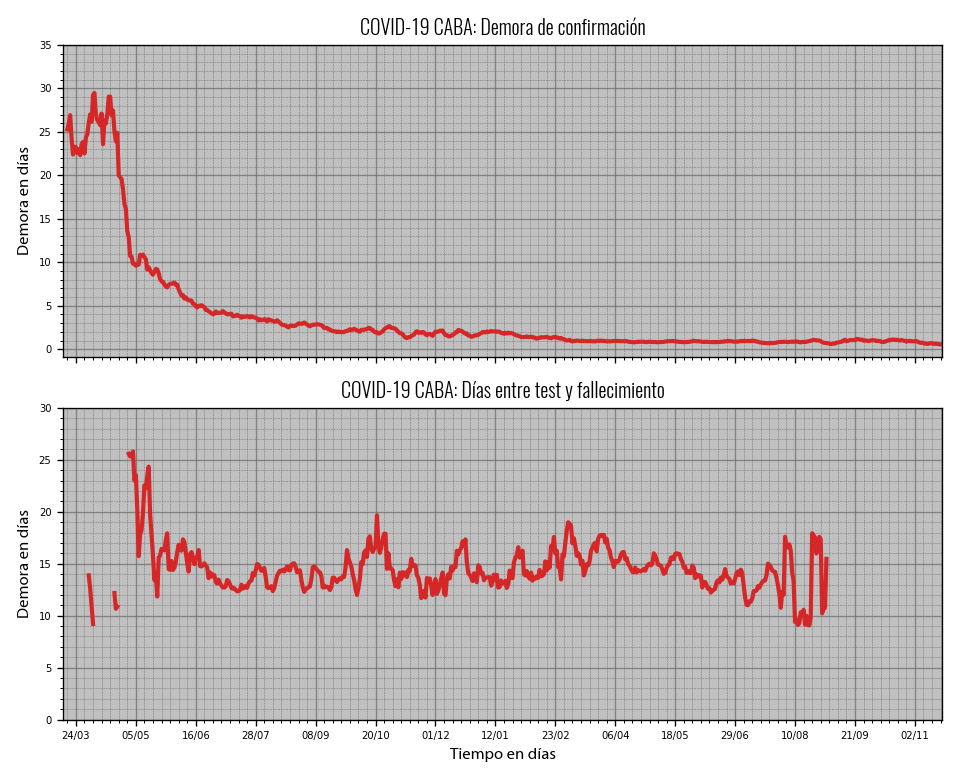 COVID-19 CABA: Demora de confirmación
35
30
25
20
15
10
5
0
Demora en días
COVID-19 CABA: Días entre test y fallecimiento
30
25
20
15
10
5
0
Demora en días
24/03 05/05 16/06 28/07 08/09 20/10 01/12 12/01 23/02 06/04 18/05 29/06 10/08 21/09 02/11
Tiempo en días